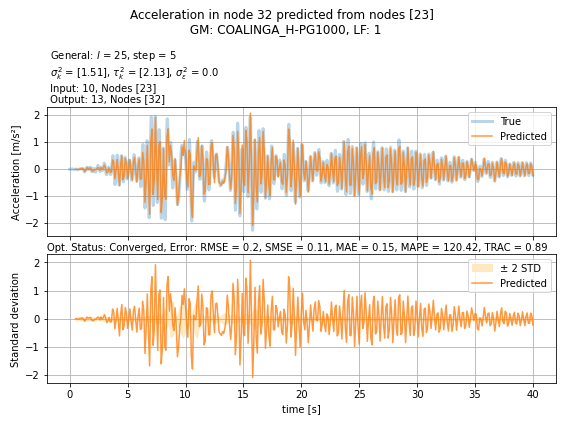 Acceleration in node 32 predicted from nodes [23]
GM: COALINGA_H-PG1000, LF: 1
General: l = 25, step = 5
σ²ₖ = [1.51], τ²ₖ = [2.13], σ²ε = 0.0
Input: 10, Nodes [23]
Output: 13, Nodes [32]
2
1
0
−1
−2
Acceleration [m/s²]
True
Predicted
Opt. Status: Converged, Error: RMSE = 0.2, SMSE = 0.11, MAE = 0.15, MAPE = 120.42, TRAC = 0.89
2
1
0
−1
−2
Standard deviation
± 2 STD
Predicted
0 5 10 15 20 25 30 35 40
time [s]